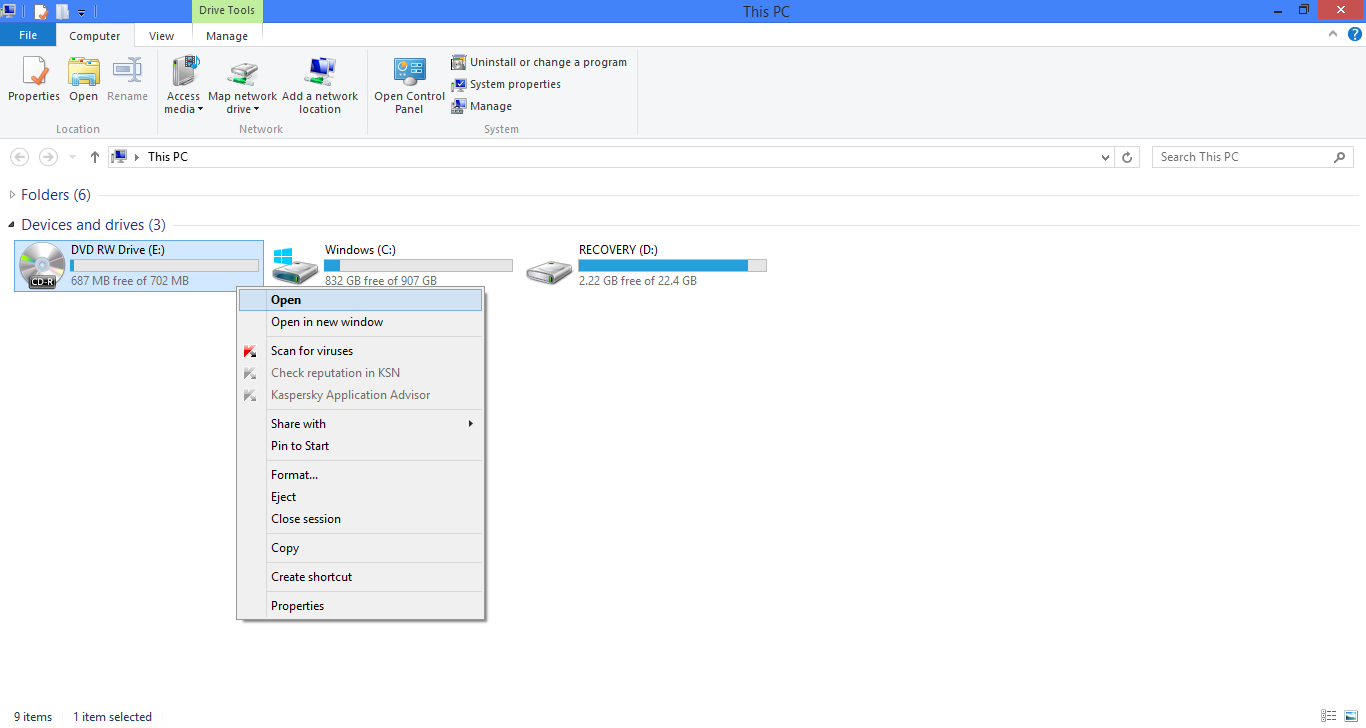 Drive Tools
This PC
File
Computer
View
Manage
Properties
Open
Rename
Location
Access
media
Map network
drive
Add a network
location
Network
Open Control
Panel
Uninstall or change a program
System properties
Manage
System
This PC
Search This PC
Folders (6)
Devices and drives (3)
DVD RW Drive (E:)
687 MB free of 702 MB
CD-R
Windows (C:)
832 GB free of 907 GB
RECOVERY (D:)
2.22 GB free of 22.4 GB
Open
Open in new window
Scan for viruses
Check reputation in KSN
Kaspersky Application Advisor
Share with
Pin to Start
Format...
Eject
Close session
Copy
Create shortcut
Properties
9 items
1 item selected